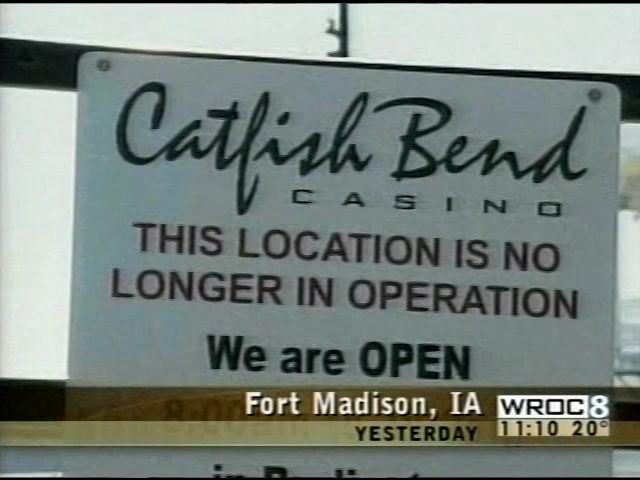 Catfish Bend
CASINO
THIS LOCATION IS NO
LONGER IN OPERATION
We are OPEN
Fort Madison, IA
YESTERDAY
WROC 8
11:10 20°